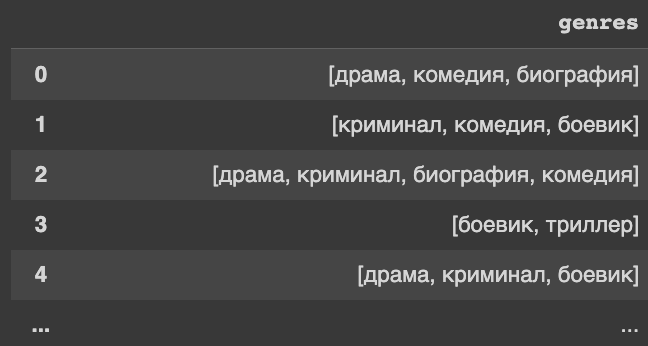 genres
0 [драма, комедия, биография]
1 [криминал, комедия, боевик]
2 [драма, криминал, биография, комедия]
3 [боевик, триллер]
4 [драма, криминал, боевик]
... ...